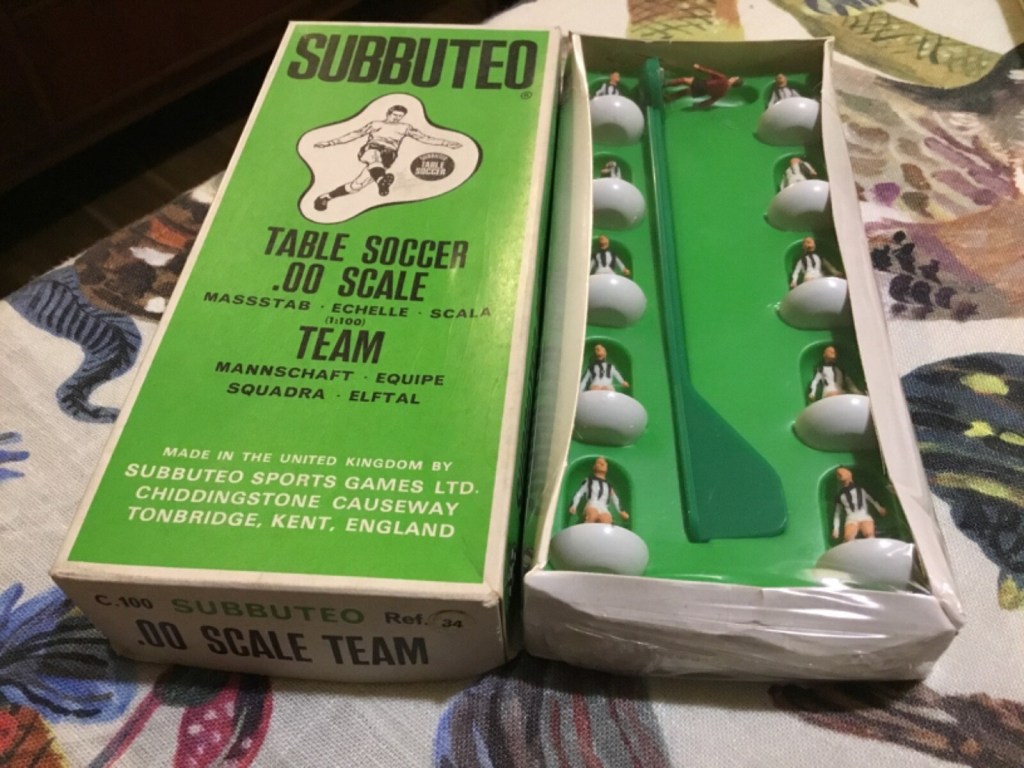 SUBBUTEO
®
SUBBUTEO
TABLE
SOCCER
TABLE SOCCER
.00 SCALE
MASSSTAB · ECHELLE · SCALA
(1:100)
TEAM
MANNSCHAFT · EQUIPE
SQUADRA · ELFTAL
MADE IN THE UNITED KINGDOM BY
SUBBUTEO SPORTS GAMES LTD.
CHIDDINGSTONE CAUSEWAY
TONBRIDGE, KENT, ENGLAND
C.100 SUBBUTEO Ref. 34
.00 SCALE TEAM